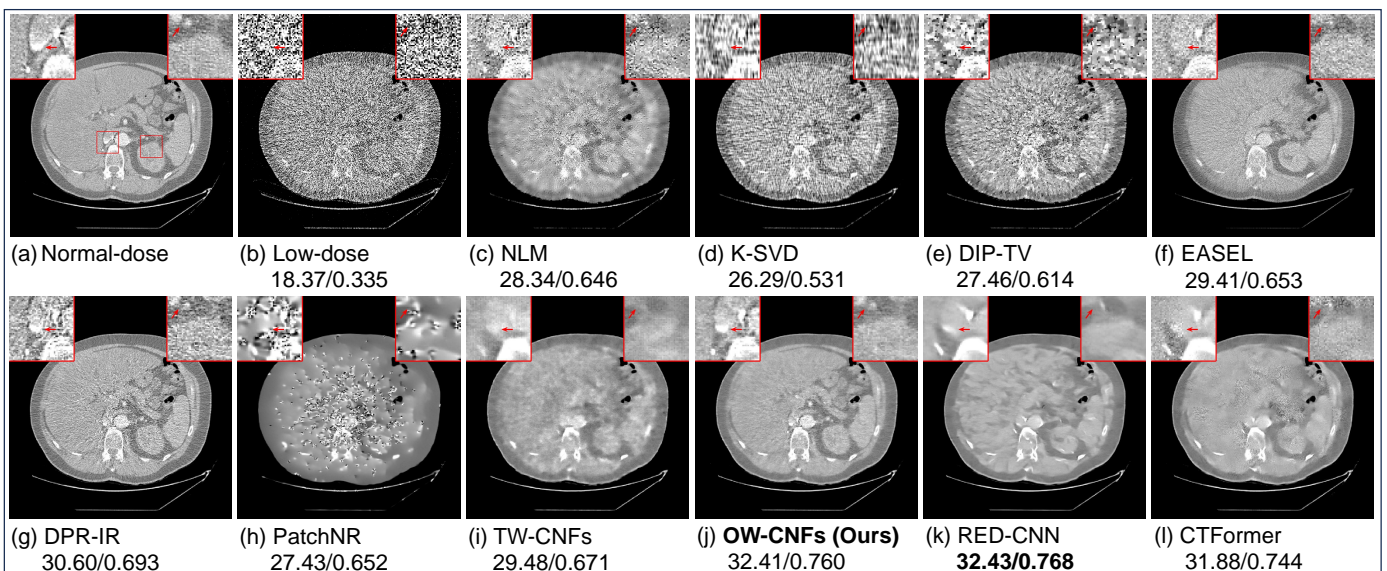 (a) Normal-dose
(b) Low-dose
18.37/0.335
(c) NLM
28.34/0.646
(d) K-SVD
26.29/0.531
(e) DIP-TV
27.46/0.614
(f) EASEL
29.41/0.653
(g) DPR-IR
30.60/0.693
(h) PatchNR
27.43/0.652
(i) TW-CNFs
29.48/0.671
(j) OW-CNFs (Ours)
32.41/0.760
(k) RED-CNN
32.43/0.768
(l) CTFormer
31.88/0.744